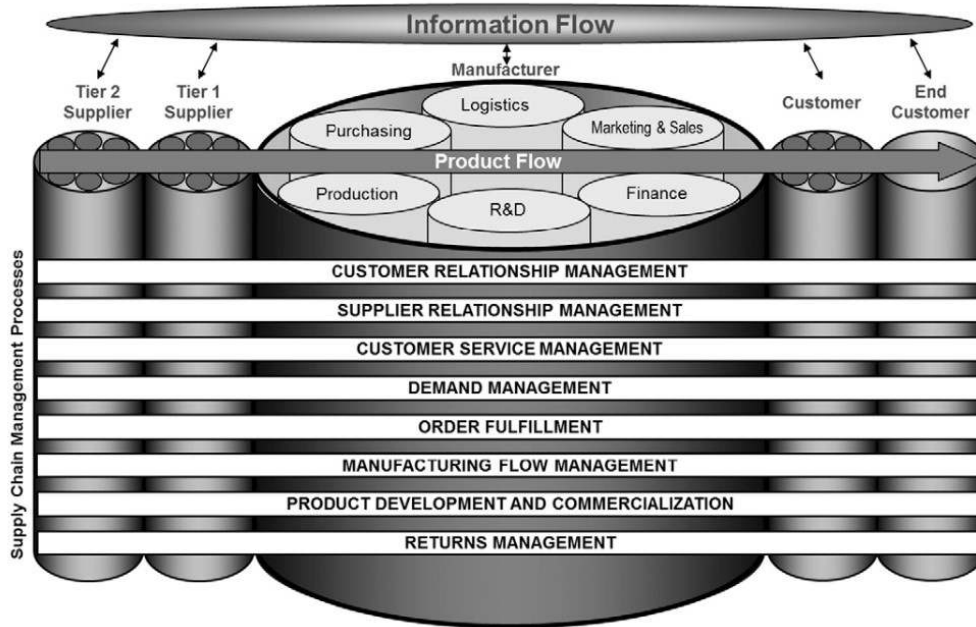 Information Flow
Tier 2
Supplier
Tier 1
Supplier
Manufacturer
Customer
End
Customer
Logistics
Purchasing
Marketing & Sales
Product Flow
Production
R&D
Finance
Supply Chain Management Processes
CUSTOMER RELATIONSHIP MANAGEMENT
SUPPLIER RELATIONSHIP MANAGEMENT
CUSTOMER SERVICE MANAGEMENT
DEMAND MANAGEMENT
ORDER FULFILLMENT
MANUFACTURING FLOW MANAGEMENT
PRODUCT DEVELOPMENT AND COMMERCIALIZATION
RETURNS MANAGEMENT